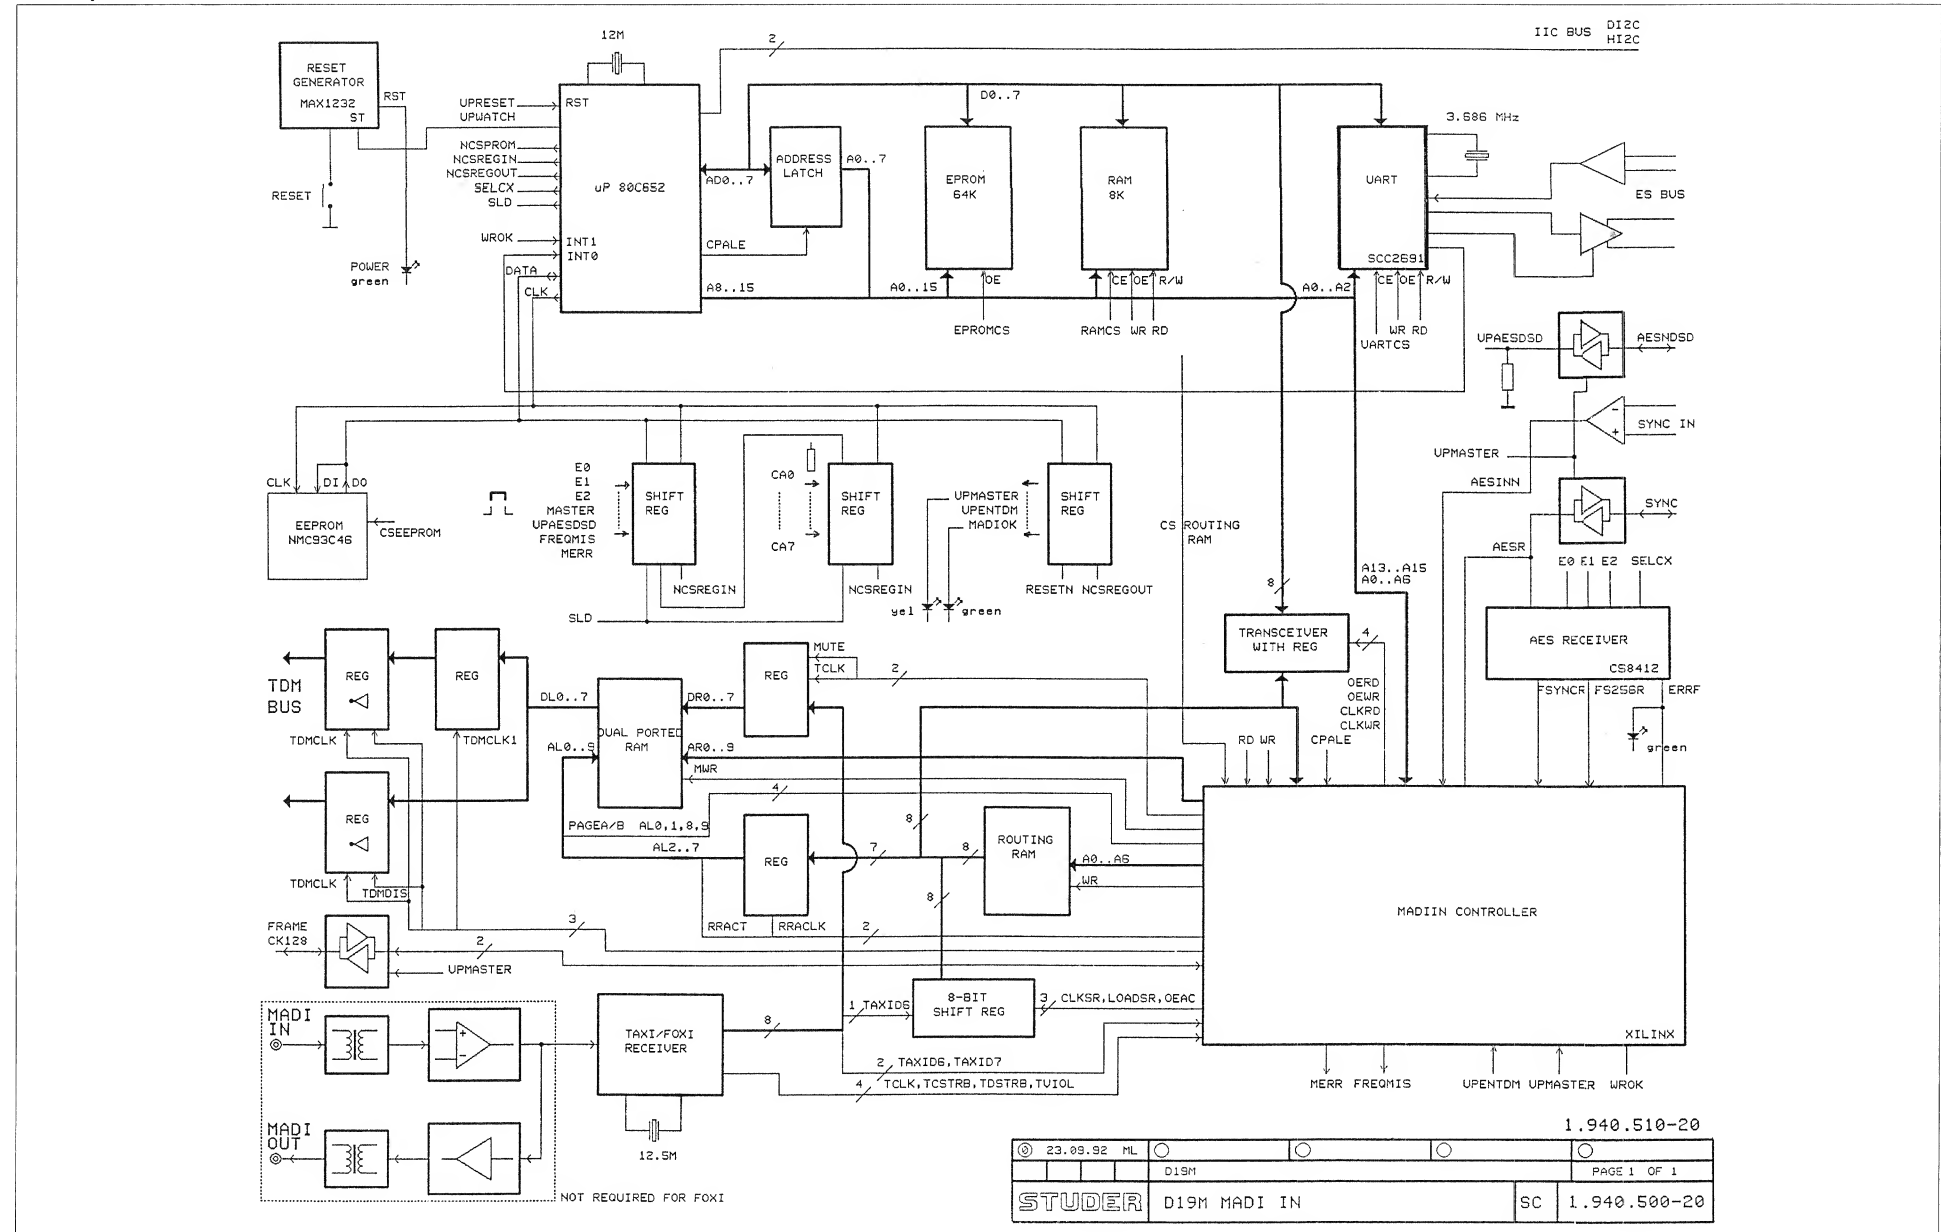 IIC BUS DI2C
HI2C
12M
2
RESET
GENERATOR
MAX1232
ST
RST
UPRESET
UPWATCH
RST
NCSPROM
NCSREGIN
NCSREGOUT
SELCX
SLD
uP 80C652
WROK
INT1
INT0
DATA
CLK
RESET
POWER
green
AD0..7
ADDRESS
LATCH
A0..7
CPALE
A8..15
D0..7
EPROM
64K
A0..15
OE
EPROMCS
RAM
8K
CE OE R/W
RAMCS WR RD
UART
SCC2691
3.686 MHz
A0..A2
CE OE R/W
WR RD
UARTCS
ES BUS
UPAESDSD
AESNDSD
SYNC IN
UPMASTER
AESINN
SYNC
AESR
E0 E1 E2 SELCX
AES RECEIVER
CS8412
FSYNCR FS256R ERRF
green
CLK DI DO
EEPROM
NMC93C46
CSEEPROM
E0
E1
E2
MASTER
UPAESDSD
FREQMIS
MERR
SHIFT
REG
NCSREGIN
CA0
CA7
SHIFT
REG
NCSREGIN
UPMASTER
UPENTDM
MADIOK
SHIFT
REG
RESETN NCSREGOUT
SLD
yel green
CS ROUTING
RAM
A13..A15
A0..A6
8
TRANSCEIVER
WITH REG
4
OERD
OEWR
CLKRD
CLKWR
TDM
BUS
REG
REG
TDMCLK
TDMCLK1
DL0..7
DUAL PORTED
RAM
DR0..7
REG
MUTE
TCLK
2
AL0..9
AR0..9
MWR
4
RD WR CPALE
REG
TDMCLK
TDMDIS
PAGEA/B AL0,1,8,9
AL2..7
REG
7
8
8
8
ROUTING
RAM
A0..A6
WR
MADIIN CONTROLLER
XILINX
RRACT RRACLK
2
3
2
FRAME
CK128
UPMASTER
8-BIT
SHIFT REG
3 CLKSR,LOADSR,OEAC
1 TAXID6
MADI
IN
TAXI/FOXI
RECEIVER
8
2 TAXID6,TAXID7
4 TCLK,TCSTRB,TDSTRB,TVIOL
12.5M
MADI
OUT
NOT REQUIRED FOR FOXI
MERR FREQMIS UPENTDM UPMASTER WROK
1.940.510-20
0 23.09.92 ML
D19M
PAGE 1 OF 1
STUDER
D19M MADI IN
SC
1.940.500-20